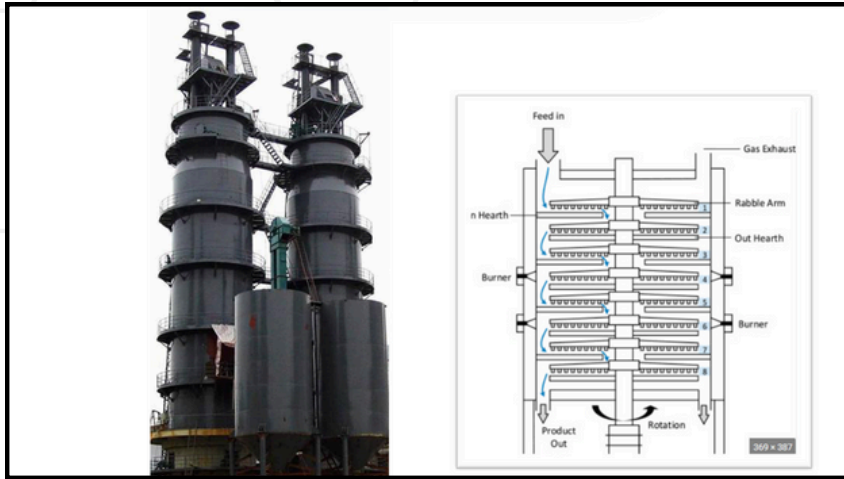 Feed in
Gas Exhaust
1
Rabble Arm
n Hearth
2
Out Hearth
3
Burner
4
5
6
Burner
7
8
Product
Out
Rotation
369 × 387